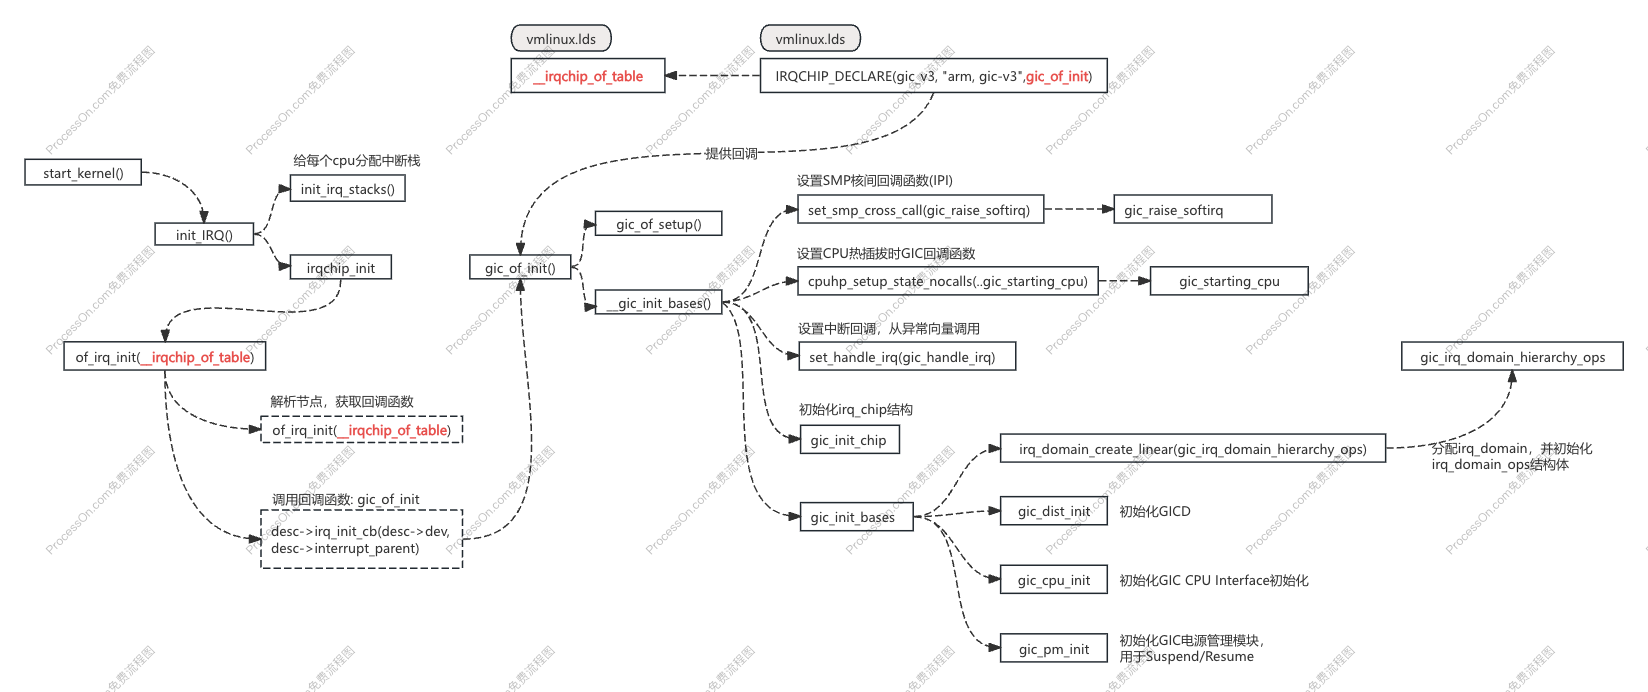 vmlinux.lds
vmlinux.lds
__irqchip_of_table
IRQCHIP_DECLARE(gic_v3, "arm, gic-v3",gic_of_init)
提供回调
start_kernel()
给每个cpu分配中断栈
init_irq_stacks()
init_IRQ()
irqchip_init
of_irq_init(__irqchip_of_table)
解析节点，获取回调函数
of_irq_init(__irqchip_of_table)
调用回调函数: gic_of_init
desc->irq_init_cb(desc->dev,
desc->interrupt_parent)
gic_of_init()
gic_of_setup()
__gic_init_bases()
设置SMP核间回调函数(IPI)
set_smp_cross_call(gic_raise_softirq)
gic_raise_softirq
设置CPU热插拔时GIC回调函数
cpuhp_setup_state_nocalls(..gic_starting_cpu)
gic_starting_cpu
设置中断回调，从异常向量调用
set_handle_irq(gic_handle_irq)
初始化irq_chip结构
gic_init_chip
gic_init_bases
irq_domain_create_linear(gic_irq_domain_hierarchy_ops)
gic_irq_domain_hierarchy_ops
分配irq_domain，并初始化
irq_domain_ops结构体
gic_dist_init
初始化GICD
gic_cpu_init
初始化GIC CPU Interface初始化
gic_pm_init
初始化GIC电源管理模块，
用于Suspend/Resume
ProcessOn.com免费流程图